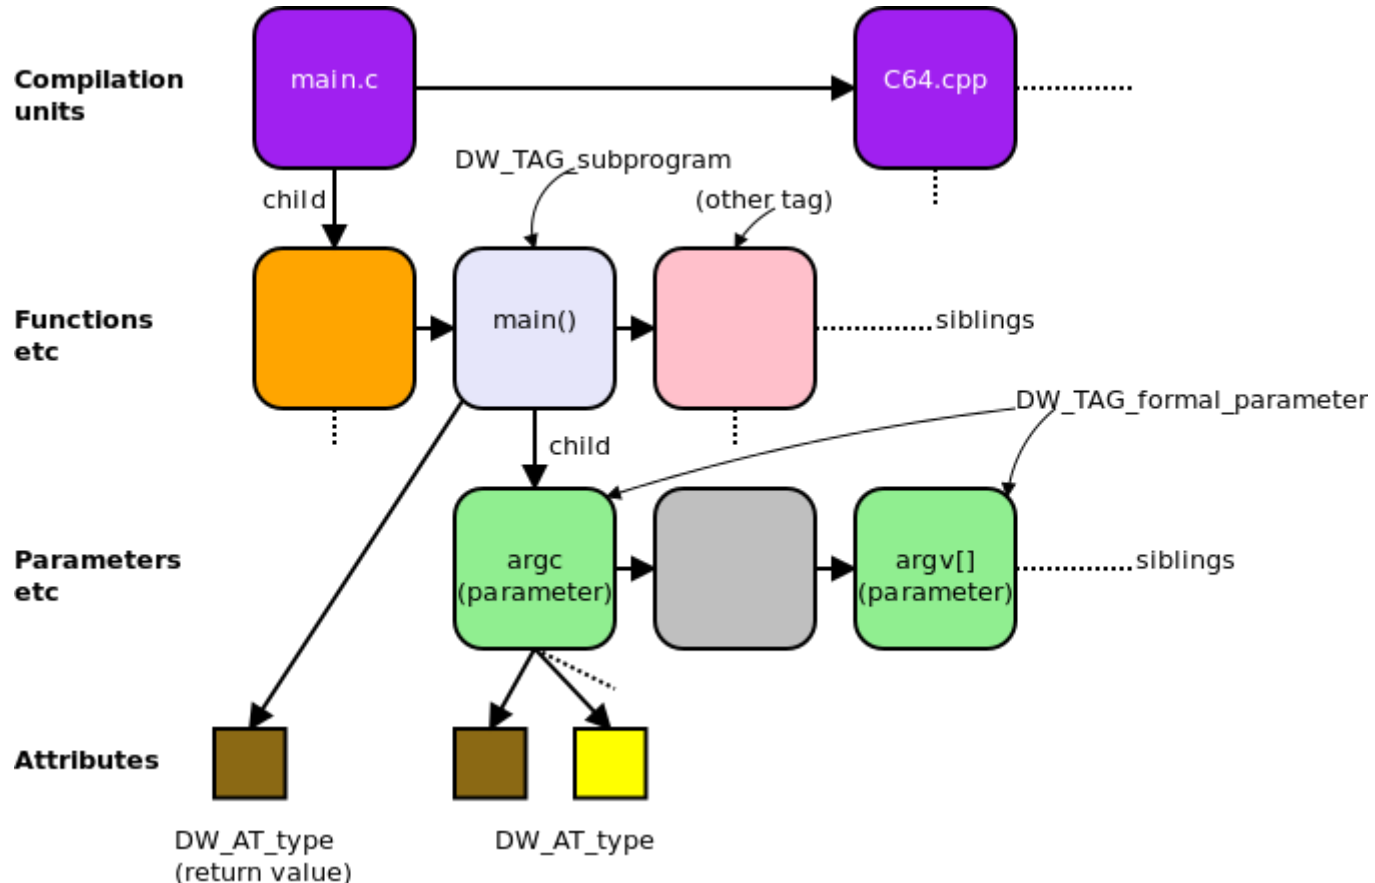 Compilation
units
main.c
C64.cpp
DW_TAG_subprogram
child
(other tag)
Functions
etc
main()
siblings
DW_TAG_formal_parameter
child
Parameters
etc
argc
(parameter)
argv[]
(parameter)
siblings
Attributes
DW_AT_type
(return value)
DW_AT_type